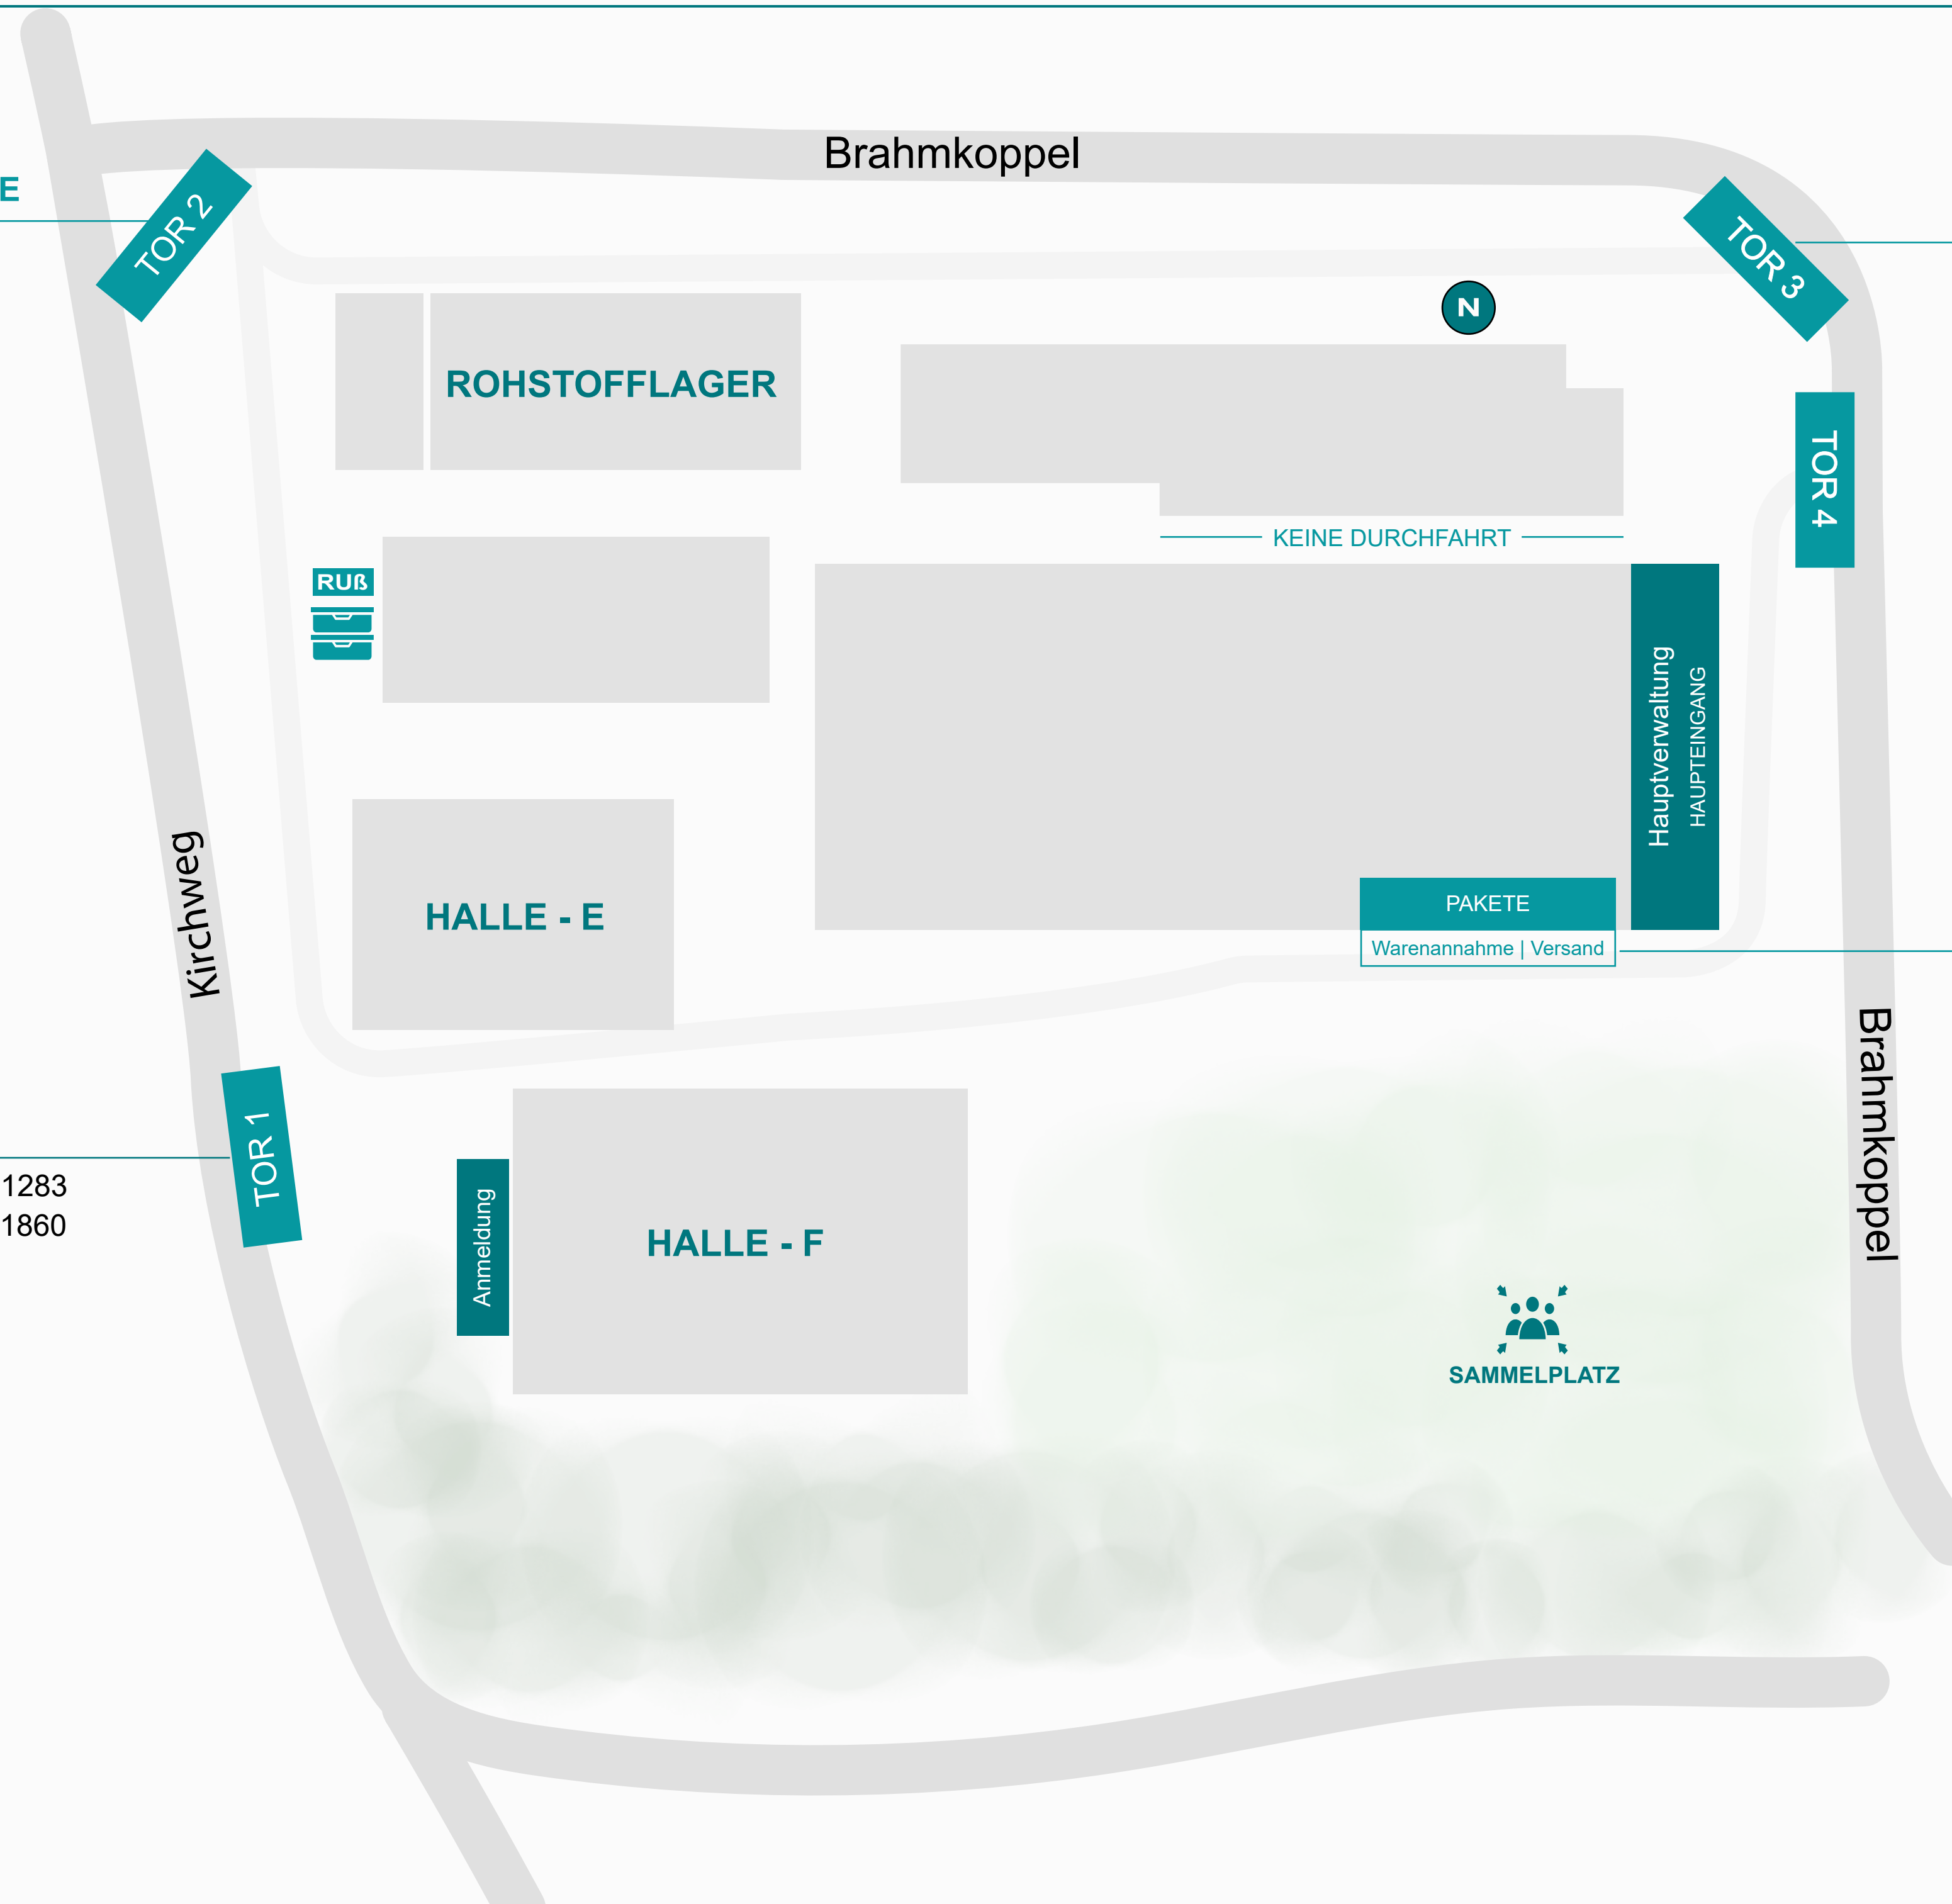 Brahmkoppel
E
TOR 2
TOR 3
N
ROHSTOFFLAGER
TOR 4
KEINE DURCHFAHRT
RUß
Hauptverwaltung
HAUPTEINGANG
Kirchweg
HALLE - E
PAKETE
Warenannahme | Versand
Brahmkoppel
TOR 1
1283
1860
Anmeldung
HALLE - F
SAMMELPLATZ